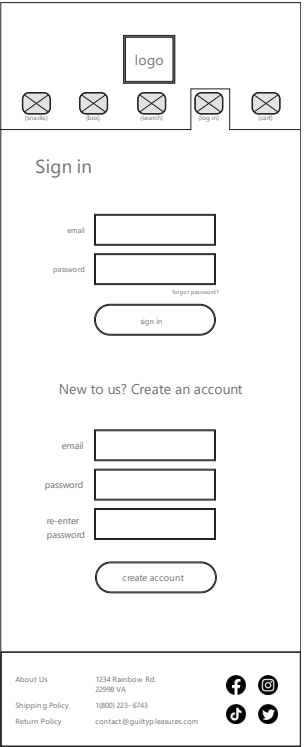 logo
(snacks) (box) (search) (log in) (cart)
Sign in
email
password
forgot password?
sign in
New to us? Create an account
email
password
re-enter
password
create account
About Us
Shipping Policy
Return Policy
1234 Rainbow Rd.
22998 VA
1(800) 223- 6743
contact@guiltypleasures.com